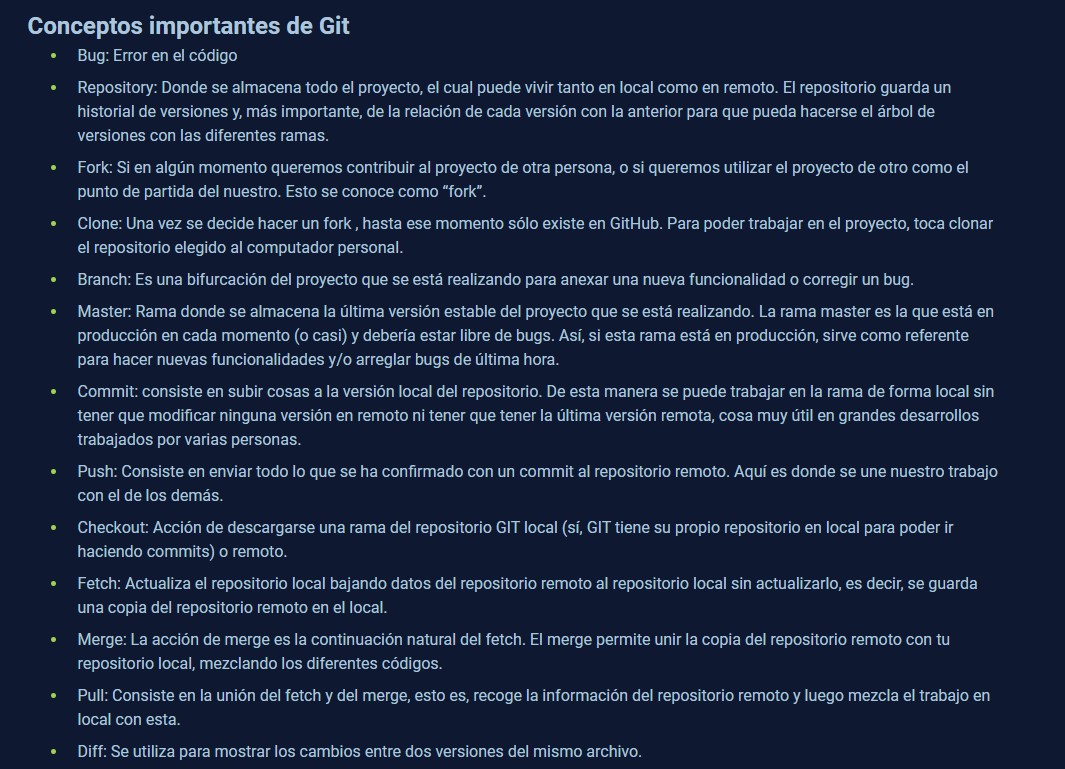 Conceptos importantes de Git
Bug: Error en el código
Repository: Donde se almacena todo el proyecto, el cual puede vivir tanto en local como en remoto. El repositorio guarda un
historial de versiones y, más importante, de la relación de cada versión con la anterior para que pueda hacerse el árbol de
versiones con las diferentes ramas.
Fork: Si en algún momento queremos contribuir al proyecto de otra persona, o si queremos utilizar el proyecto de otro como el
punto de partida del nuestro. Esto se conoce como “fork”.
Clone: Una vez se decide hacer un fork , hasta ese momento sólo existe en GitHub. Para poder trabajar en el proyecto, toca clonar
el repositorio elegido al computador personal.
Branch: Es una bifurcación del proyecto que se está realizando para anexar una nueva funcionalidad o corregir un bug.
Master: Rama donde se almacena la última versión estable del proyecto que se está realizando. La rama master es la que está en
producción en cada momento (o casi) y debería estar libre de bugs. Así, si esta rama está en producción, sirve como referente
para hacer nuevas funcionalidades y/o arreglar bugs de última hora.
Commit: consiste en subir cosas a la versión local del repositorio. De esta manera se puede trabajar en la rama de forma local sin
tener que modificar ninguna versión en remoto ni tener que tener la última versión remota, cosa muy útil en grandes desarrollos
trabajados por varias personas.
Push: Consiste en enviar todo lo que se ha confirmado con un commit al repositorio remoto. Aquí es donde se une nuestro trabajo
con el de los demás.
Checkout: Acción de descargarse una rama del repositorio GIT local (sí, GIT tiene su propio repositorio en local para poder ir
haciendo commits) o remoto.
Fetch: Actualiza el repositorio local bajando datos del repositorio remoto al repositorio local sin actualizarlo, es decir, se guarda
una copia del repositorio remoto en el local.
Merge: La acción de merge es la continuación natural del fetch. El merge permite unir la copia del repositorio remoto con tu
repositorio local, mezclando los diferentes códigos.
Pull: Consiste en la unión del fetch y del merge, esto es, recoge la información del repositorio remoto y luego mezcla el trabajo en
local con esta.
Diff: Se utiliza para mostrar los cambios entre dos versiones del mismo archivo.